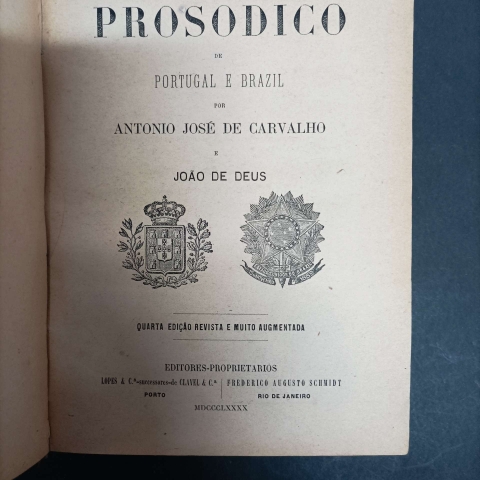 PROSODICO
DE
PORTUGAL E BRAZIL
POR
ANTONIO JOSÉ DE CARVALHO
E
JOÃO DE DEUS
QUARTA EDIÇÃO REVISTA E MUITO AUGMENTADA
EDITORES-PROPRIETARIOS
LOPES & C.ª-successores-de CLAVEL & C.ª | FREDERICO AUGUSTO SCHMIDT
PORTO RIO DE JANEIRO
MDCCCLXXXX